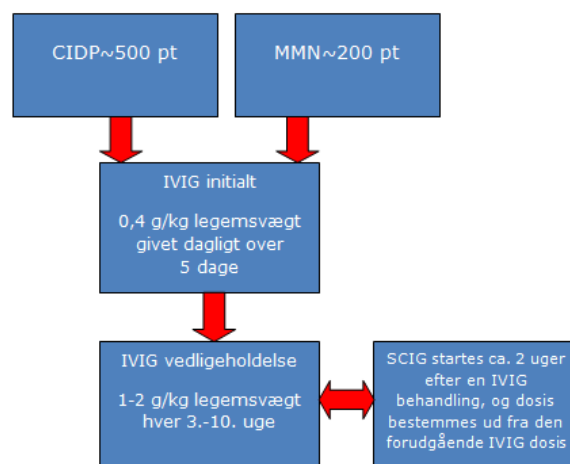 CIDP~500 pt
MMN~200 pt
IVIG initialt
0,4 g/kg legemsvægt
givet dagligt over
5 dage
IVIG vedligeholdelse
1-2 g/kg legemsvægt
hver 3.-10. uge
SCIG startes ca. 2 uger
efter en IVIG
behandling, og dosis
bestemmes ud fra den
forudgående IVIG dosis